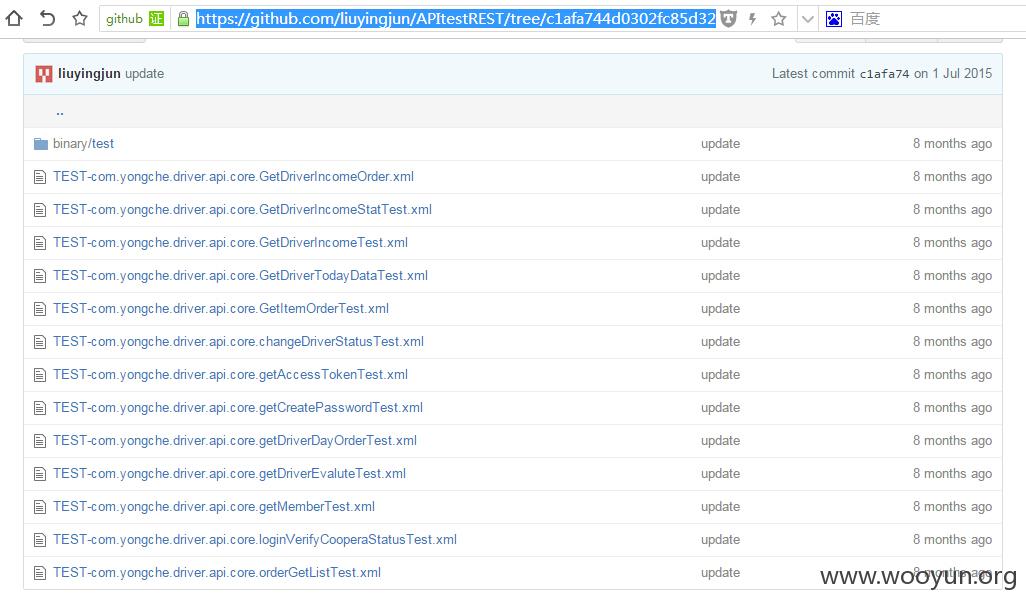 github 证 https://github.com/liuyingjun/APItestREST/tree/c1afa744d0302fc85d32 百度
liuyingjun update Latest commit c1afa74 on 1 Jul 2015
..
binary/test update 8 months ago
TEST-com.yongche.driver.api.core.GetDriverIncomeOrder.xml update 8 months ago
TEST-com.yongche.driver.api.core.GetDriverIncomeStatTest.xml update 8 months ago
TEST-com.yongche.driver.api.core.GetDriverIncomeTest.xml update 8 months ago
TEST-com.yongche.driver.api.core.GetDriverTodayDataTest.xml update 8 months ago
TEST-com.yongche.driver.api.core.GetItemOrderTest.xml update 8 months ago
TEST-com.yongche.driver.api.core.changeDriverStatusTest.xml update 8 months ago
TEST-com.yongche.driver.api.core.getAccessTokenTest.xml update 8 months ago
TEST-com.yongche.driver.api.core.getCreatePasswordTest.xml update 8 months ago
TEST-com.yongche.driver.api.core.getDriverDayOrderTest.xml update 8 months ago
TEST-com.yongche.driver.api.core.getDriverEvaluteTest.xml update 8 months ago
TEST-com.yongche.driver.api.core.getMemberTest.xml update 8 months ago
TEST-com.yongche.driver.api.core.loginVerifyCooperaStatusTest.xml update 8 months ago
TEST-com.yongche.driver.api.core.orderGetListTest.xml update 8 months ago
www.wooyun.org